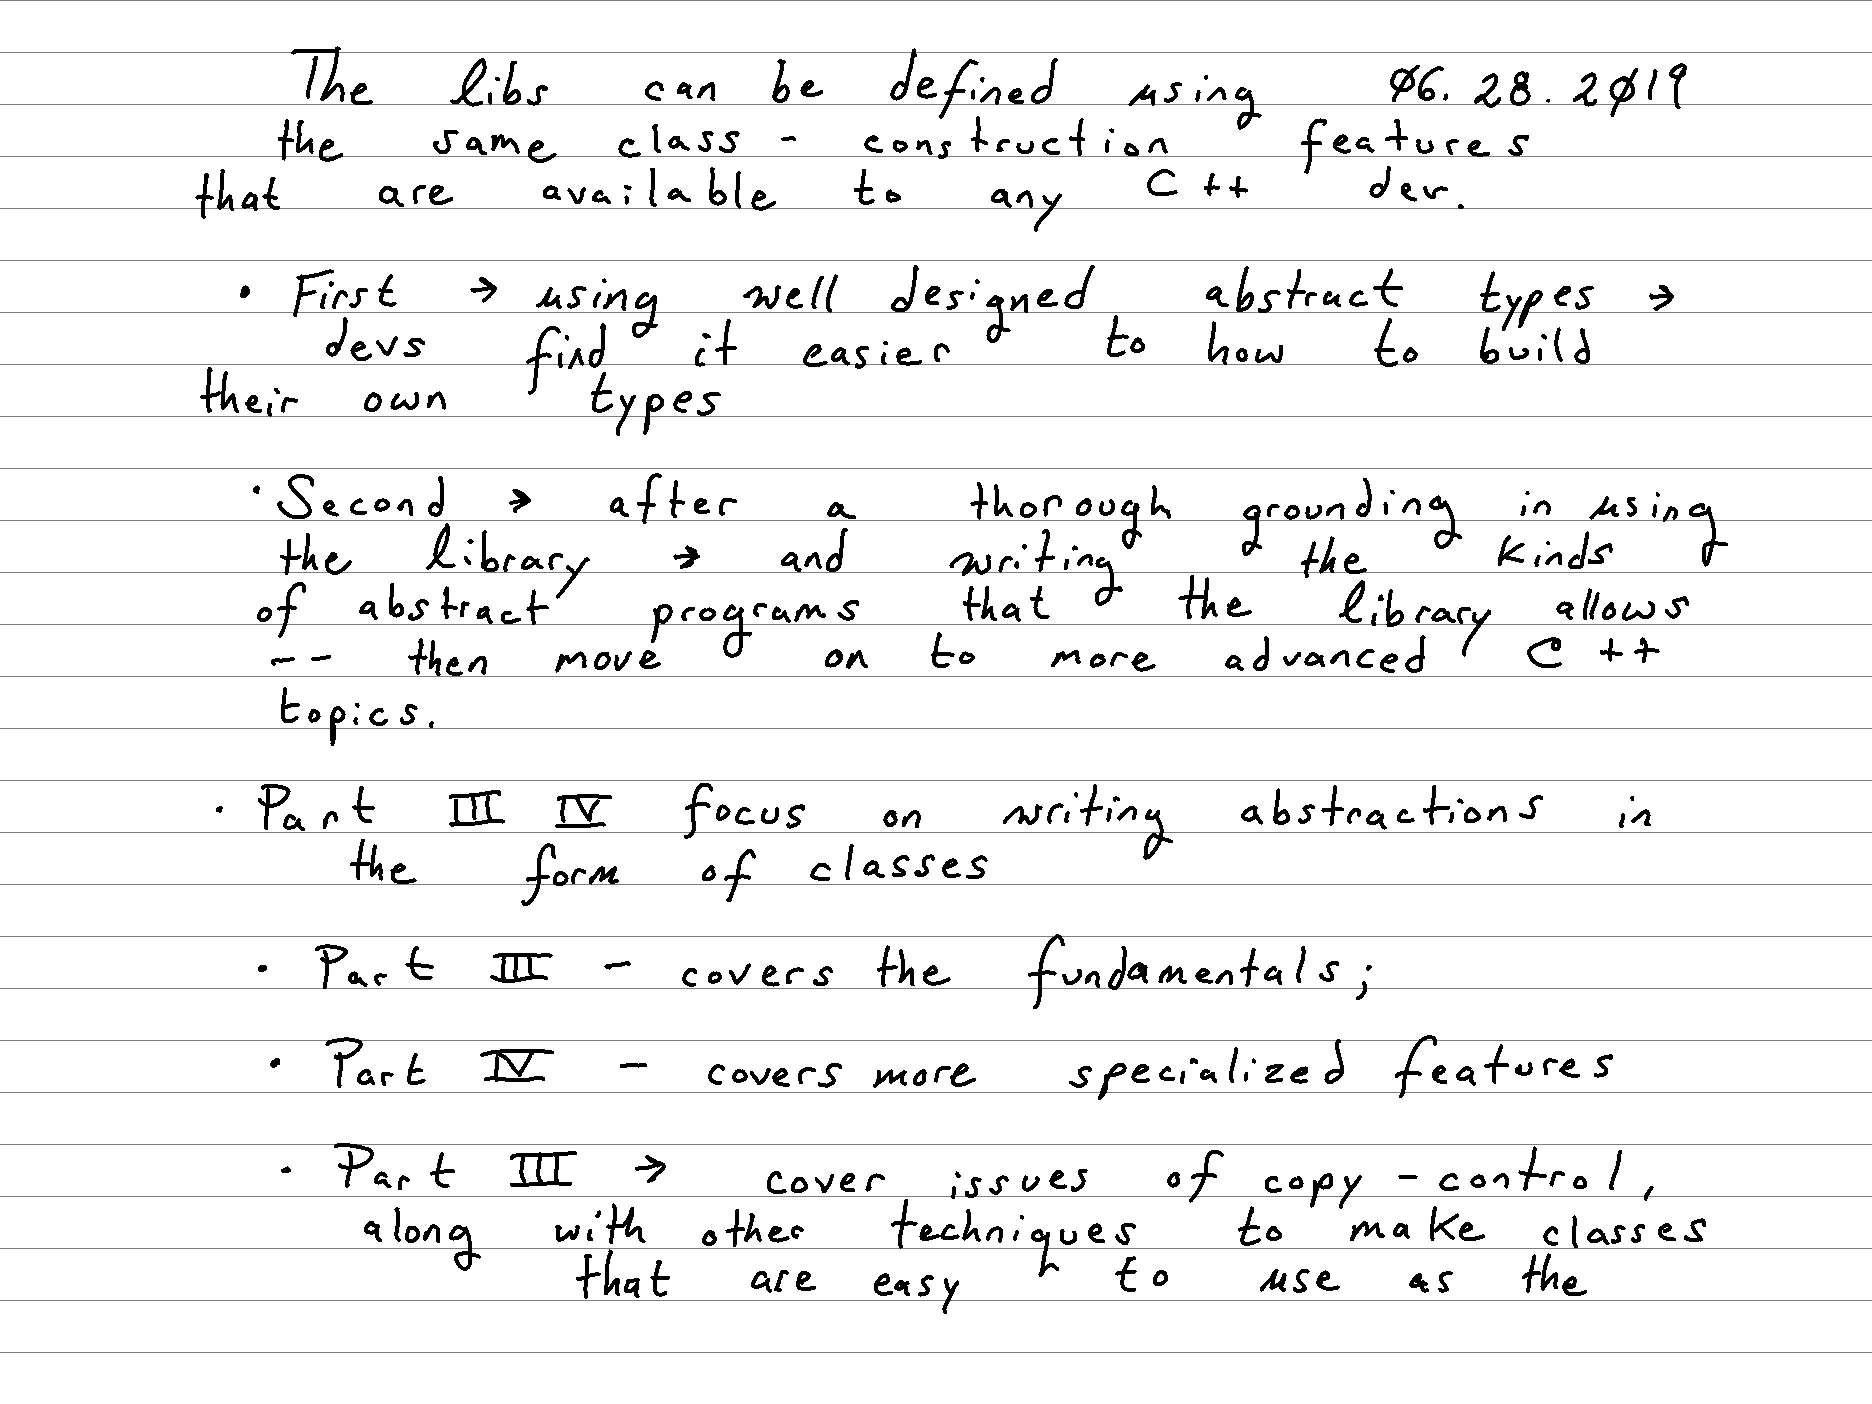 The libs can be defined using 06.28.2019
the same class - construction features
that are available to any C++ dev.
• First → using well designed abstract types →
devs find it easier to how to build
their own types
• Second → after a thorough grounding in using
the library → and writing the kinds
of abstract programs that the library allows
-- then move on to more advanced C++
topics.
• Part III IV focus on writing abstractions in
the form of classes
• Part III - covers the fundamentals;
• Part IV - covers more specialized features
• Part III → cover issues of copy - control,
along with other techniques to make classes
that are easy to use as the